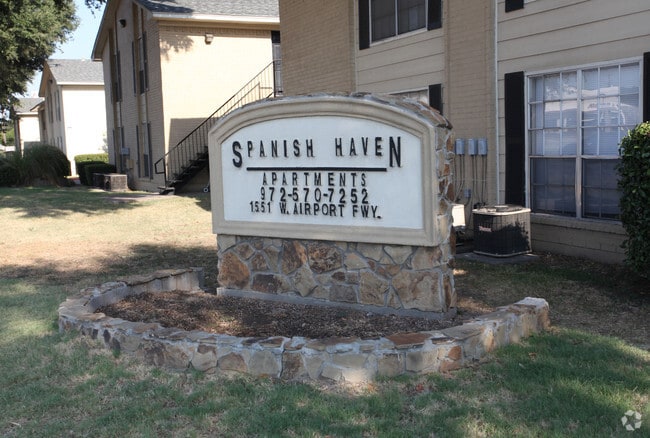 SPANISH HAVEN
APARTMENTS
972-570-7252
1551 W. AIRPORT FWY.